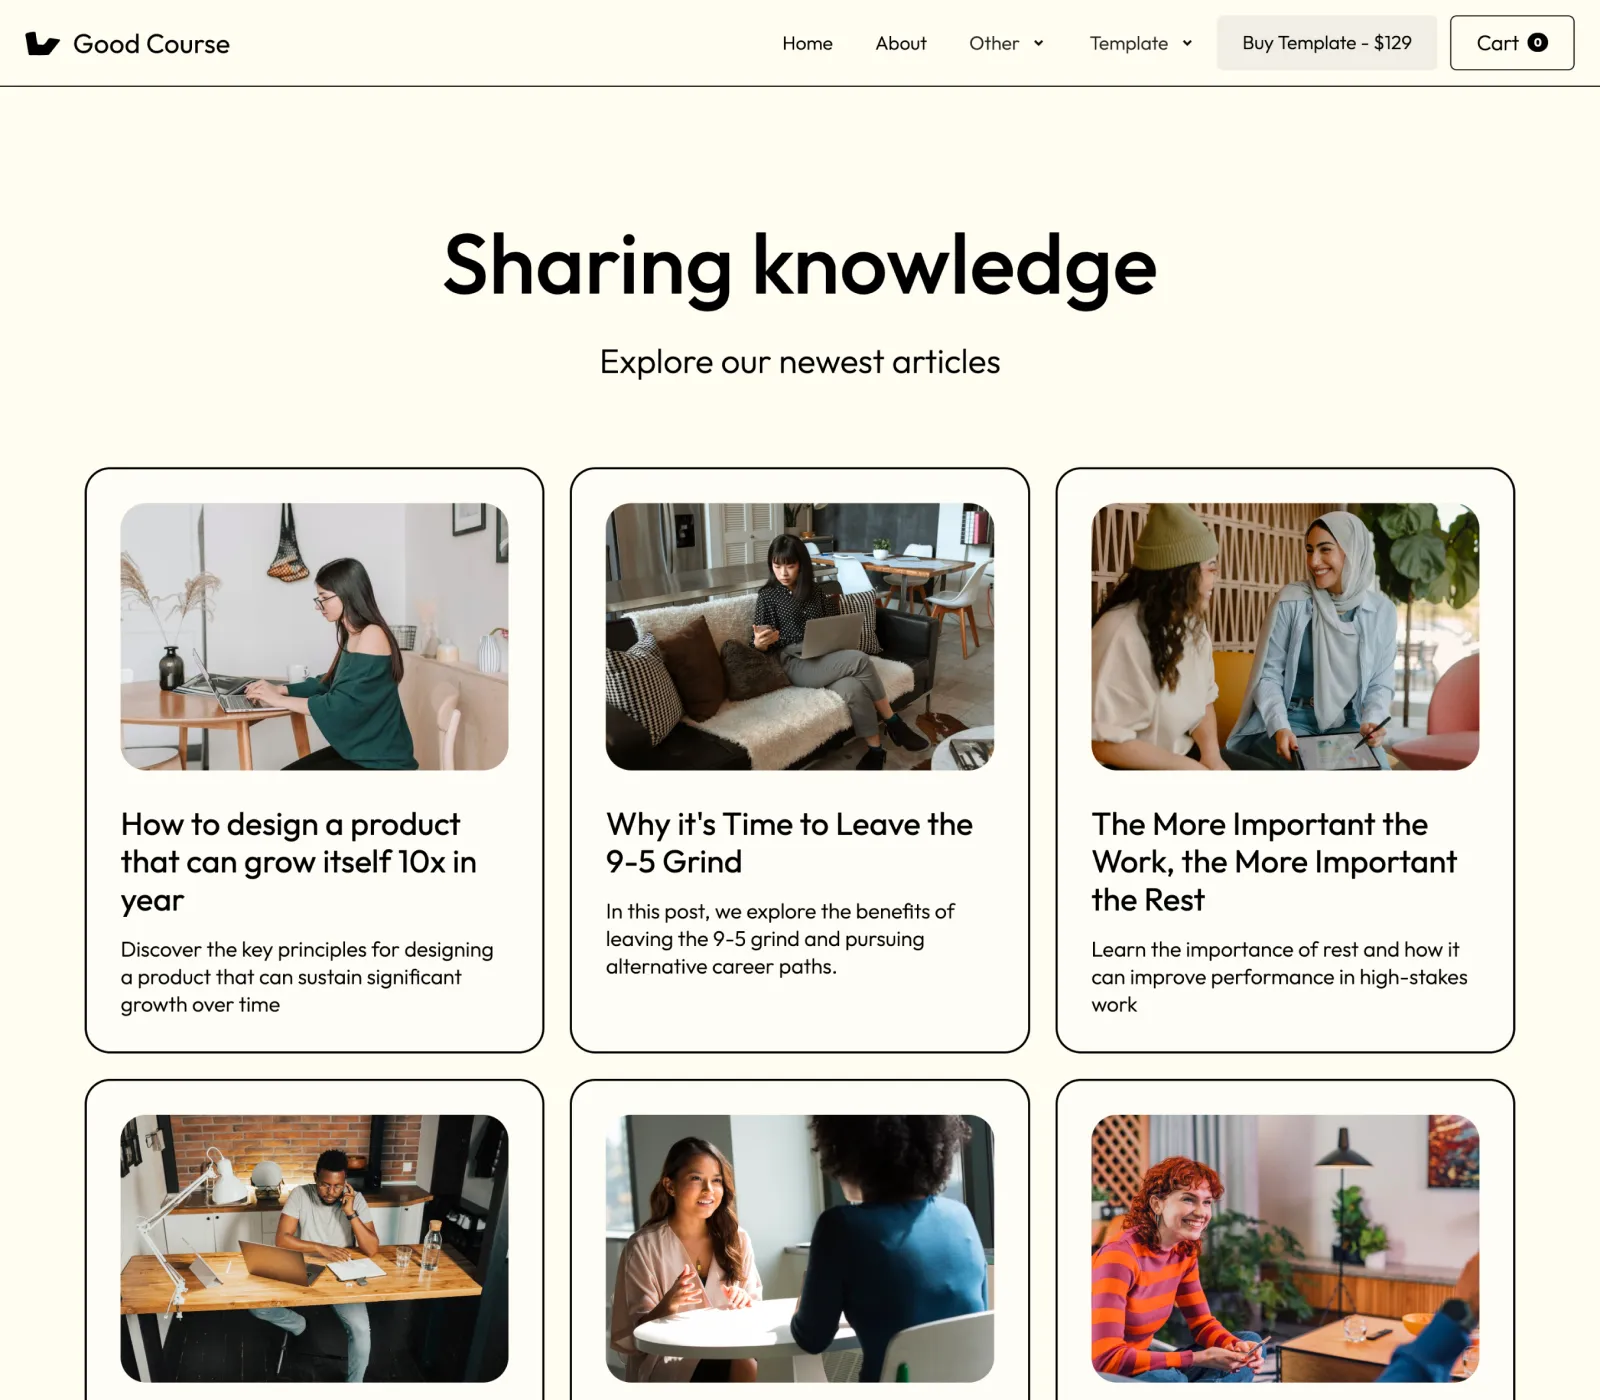 Good Course
Home
About
Other
Template
Buy Template - $129
Cart 0
Sharing knowledge
Explore our newest articles
How to design a product
that can grow itself 10x in
year
Discover the key principles for designing
a product that can sustain significant
growth over time
Why it's Time to Leave the
9-5 Grind
In this post, we explore the benefits of
leaving the 9-5 grind and pursuing
alternative career paths.
The More Important the
Work, the More Important
the Rest
Learn the importance of rest and how it
can improve performance in high-stakes
work